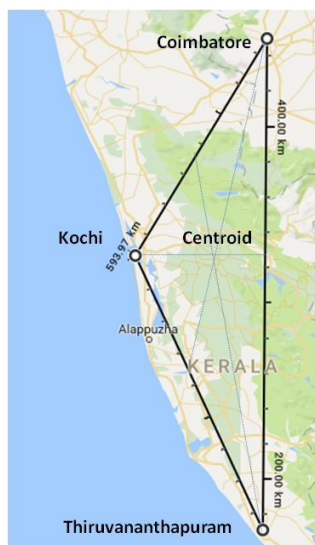 Coimbatore
400.00 km
593.97 km
Kochi
Centroid
Alappuzha
KERALA
200.00 km
Thiruvananthapuram